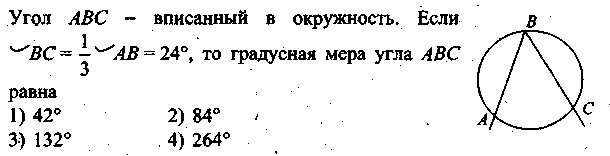 Угол ABC – вписанный в окружность. Если
⌣BC = 1/3 ⌣AB = 24°, то градусная мера угла ABC
равна
1) 42° 2) 84°
3) 132° 4) 264°
B
A
C